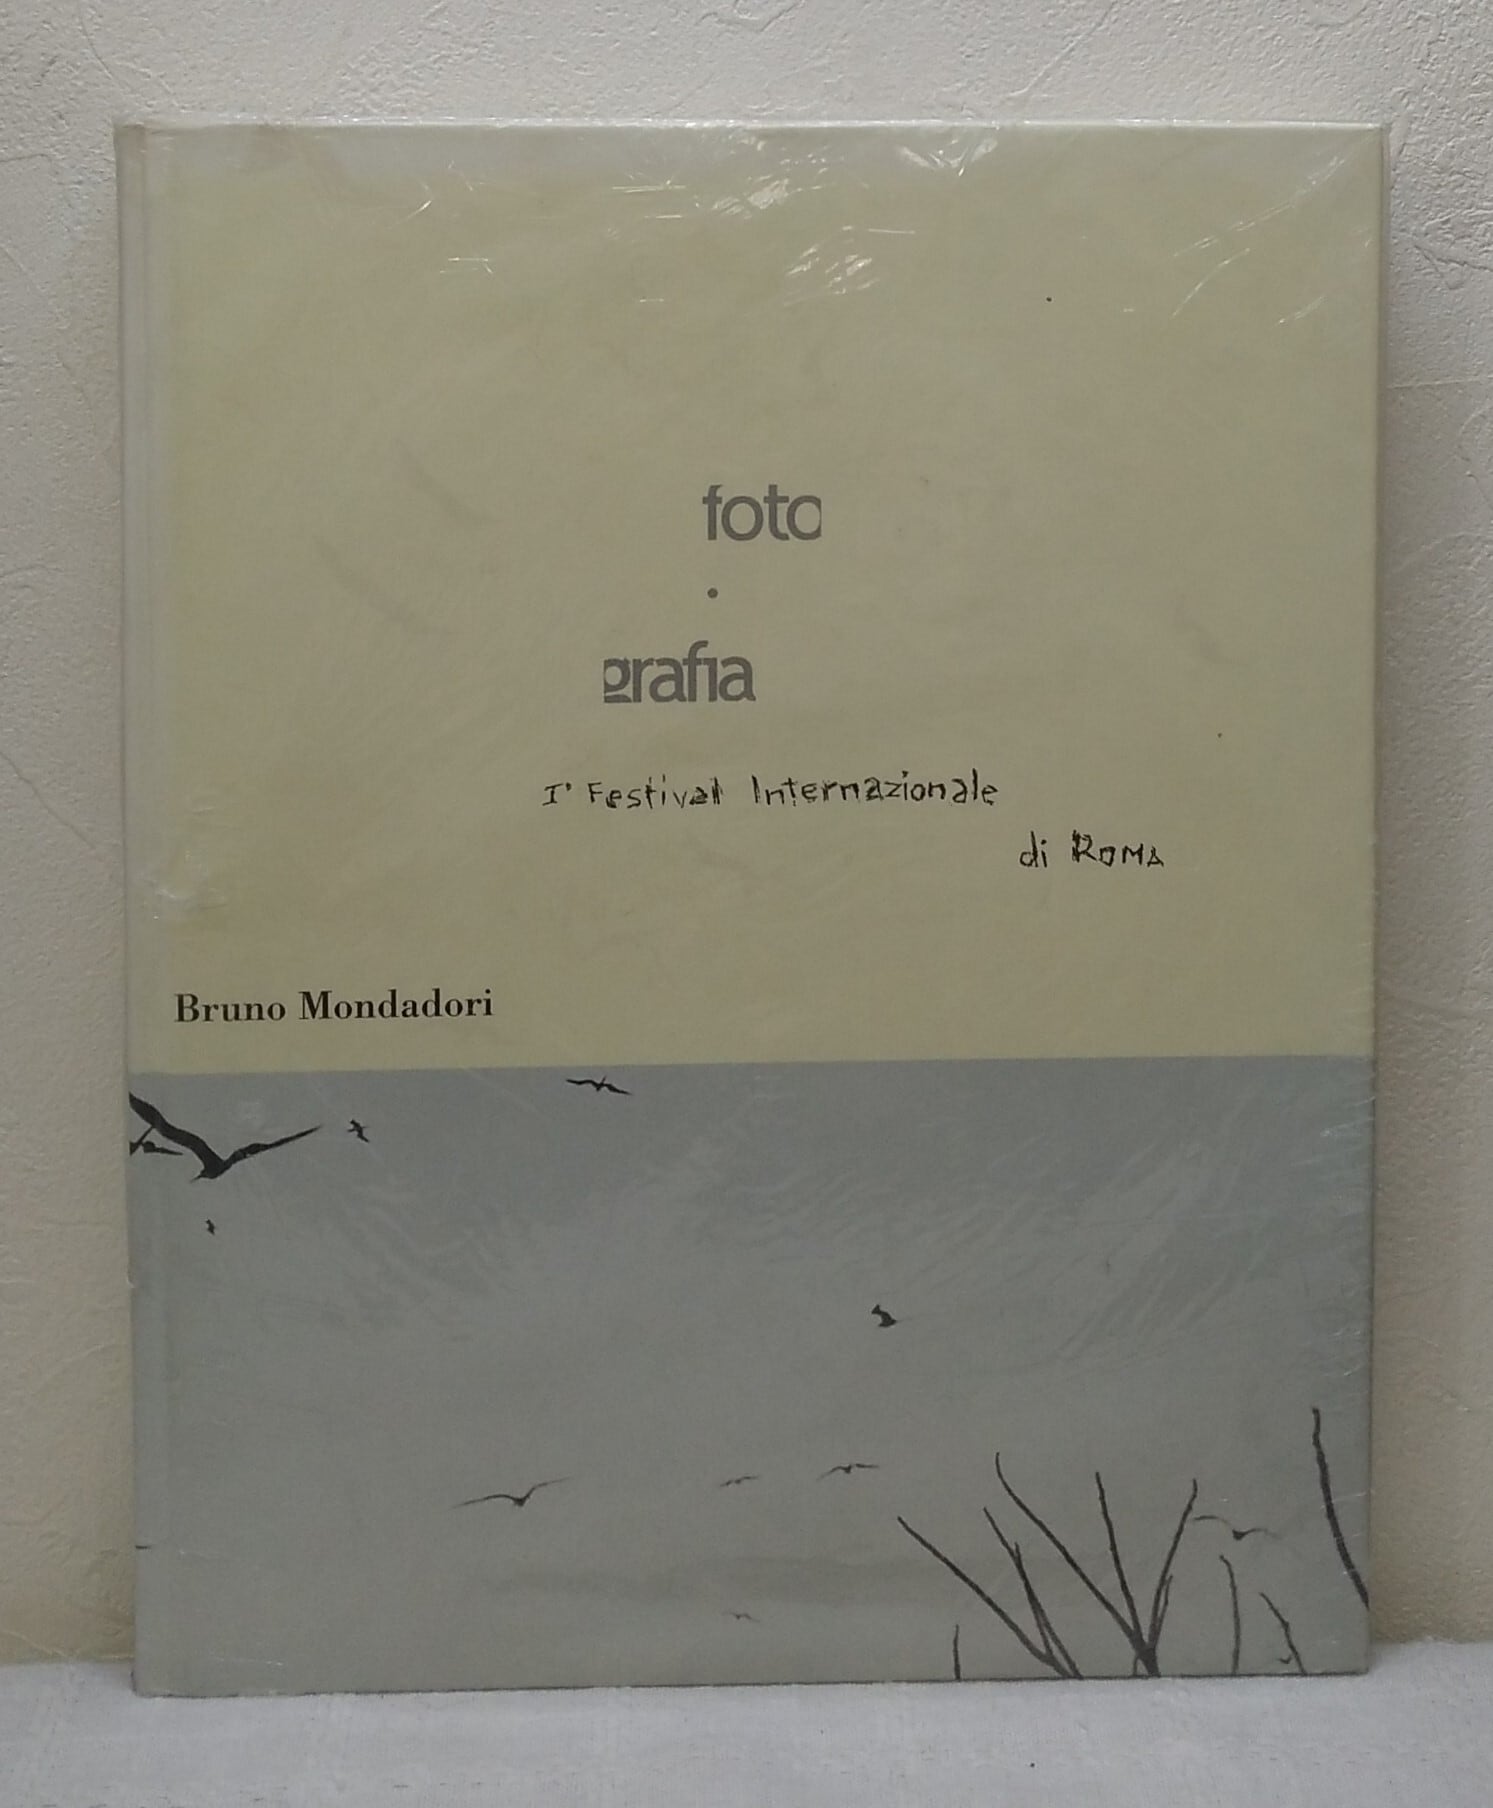 foto
•
grafia
I° Festival Internazionale
di ROMA
Bruno Mondadori